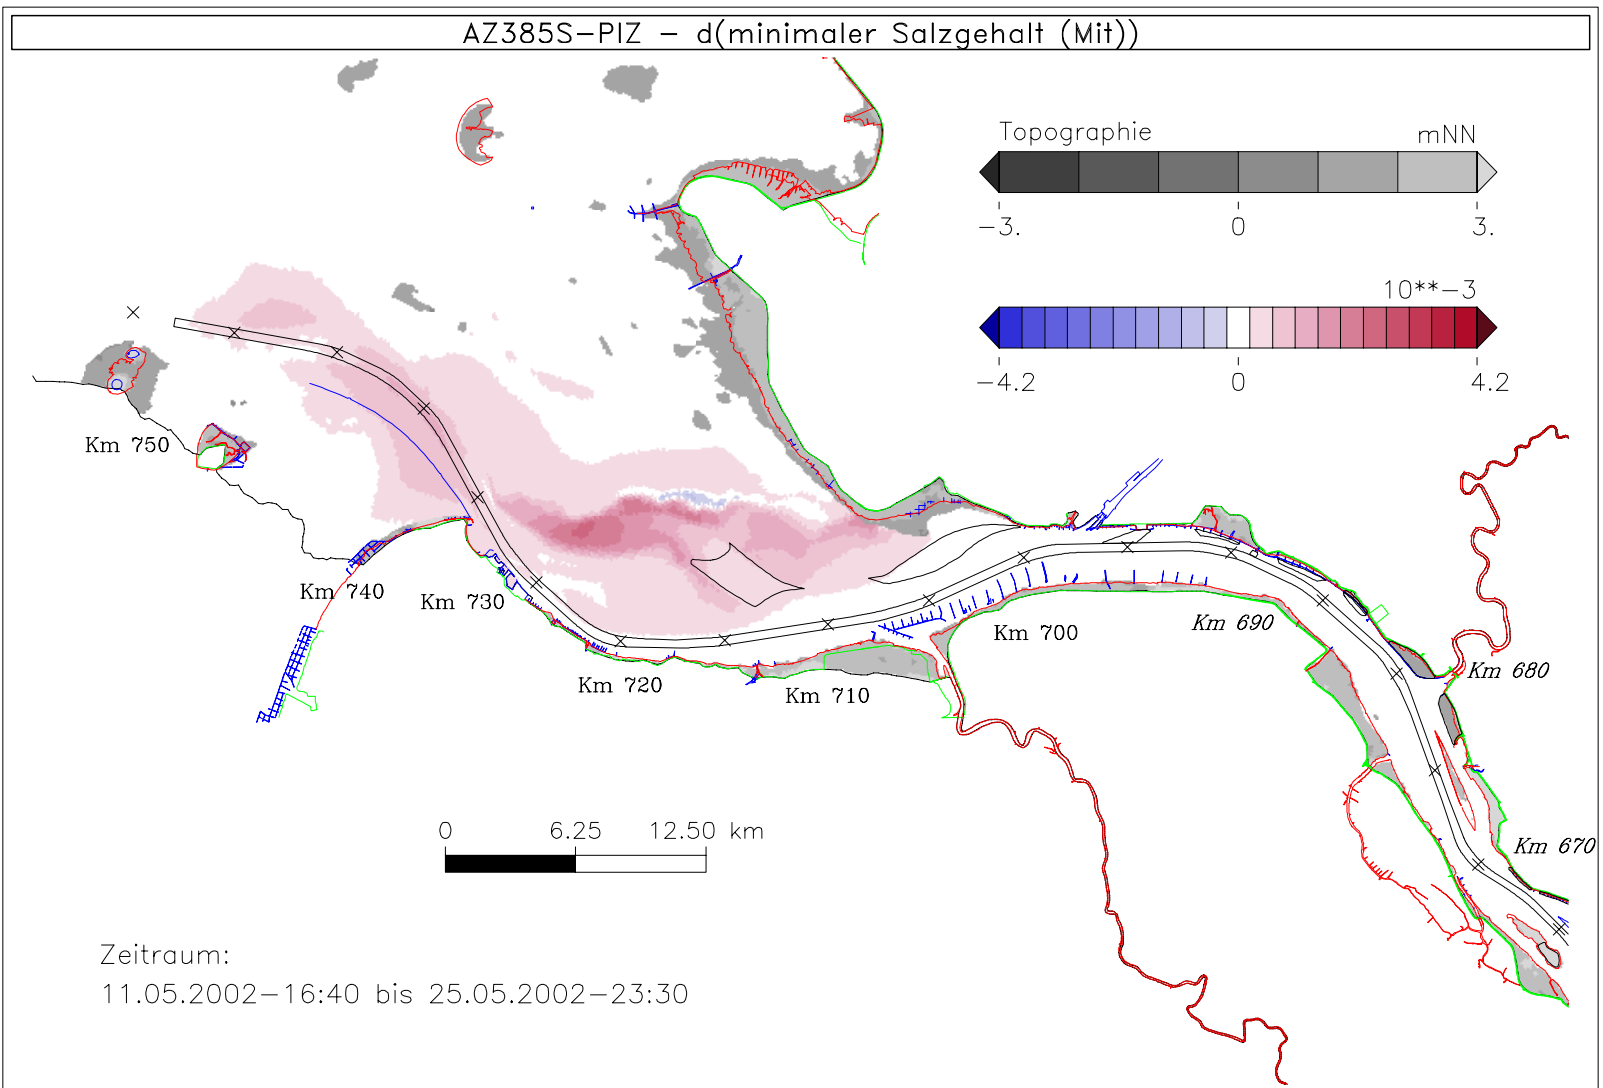 AZ385S-PIZ - d(minimaler Salzgehalt (Mit))
Topographie mNN
-3. 0 3.
10**-3
-4.2 0 4.2
Km 750
Km 740
Km 730
Km 720
Km 710
Km 700
Km 690
Km 680
Km 670
0 6.25 12.50 km
Zeitraum:
11.05.2002-16:40 bis 25.05.2002-23:30